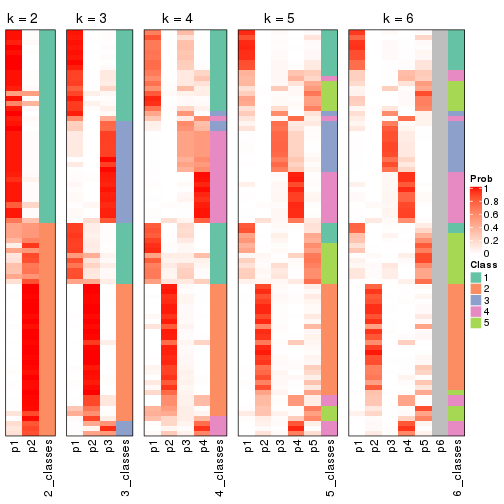 k = 2 k = 3 k = 4 k = 5 k = 6
Prob
1
0.8
0.6
0.4
0.2
0
Class
1
2
3
4
5
p1 p2 2_classes p1 p2 p3 3_classes p1 p2 p3 p4 4_classes p1 p2 p3 p4 p5 5_classes p1 p2 p3 p4 p5 p6 6_classes